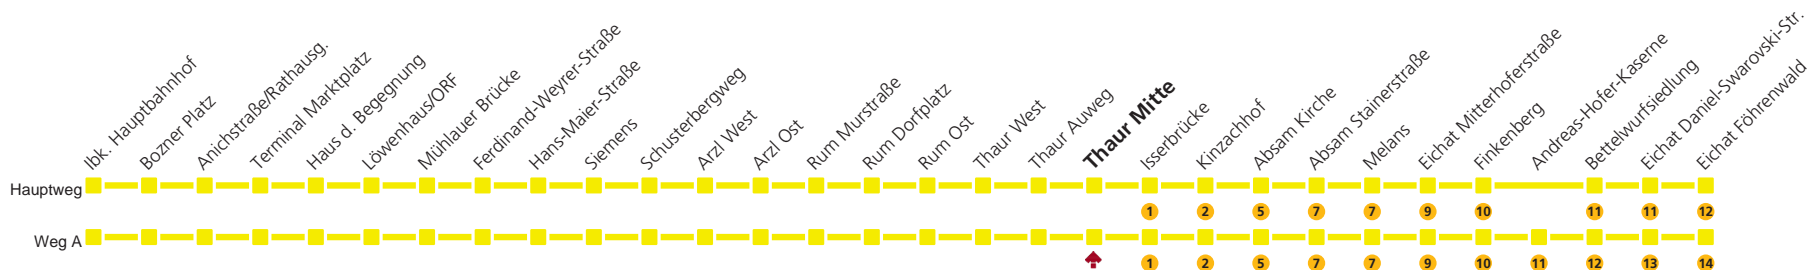 Ibk. Hauptbahnhof
Bozner Platz
Anichstraße/Rathausg.
Terminal Marktplatz
Haus d. Begegnung
Löwenhaus/ORF
Mühlauer Brücke
Ferdinand-Weyrer-Straße
Hans-Maier-Straße
Siemens
Schusterbergweg
Arzl West
Arzl Ost
Rum Murstraße
Rum Dorfplatz
Rum Ost
Thaur West
Thaur Auweg
Thaur Mitte
Isserbrücke
Kinzachhof
Absam Kirche
Absam Stainerstraße
Melans
Eichat Mitterhoferstraße
Finkenberg
Andreas-Hofer-Kaserne
Bettelwurfsiedlung
Eichat Daniel-Swarovski-Str.
Eichat Föhrenwald
Hauptweg
1 2 5 7 7 9 10 11 11 12
Weg A
1 2 5 7 7 9 10 11 12 13 14